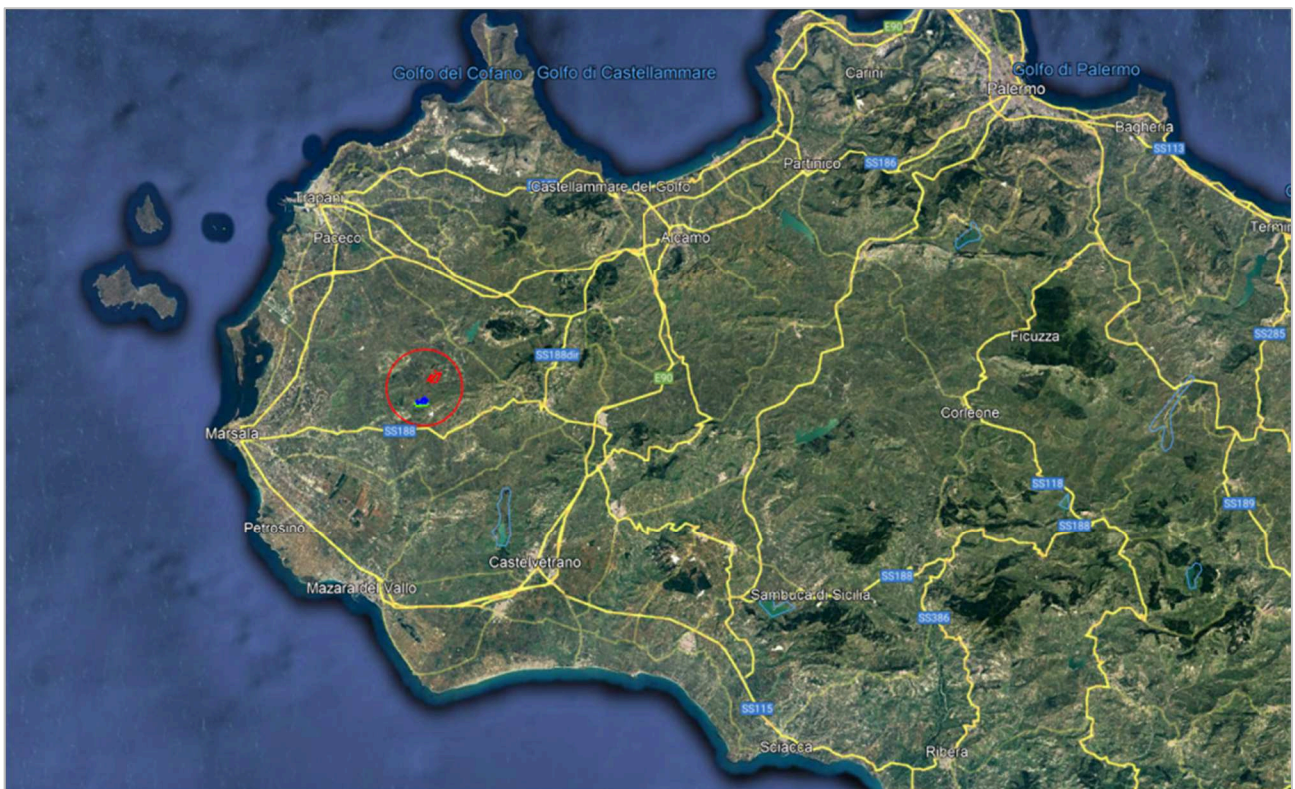 E90
Golfo del Cofano
Golfo di Castellammare
Carini
Golfo di Palermo
Palermo
Bagheria
SS113
Partinico
SS186
Castellammare del Golfo
Trapani
Paceco
Alcamo
Termin
Ficuzza
SS285
SS188dir
E90
Corleone
SS188
Marsala
SS118
SS189
SS188
Petrosino
Castelvetrano
Mazara del Vallo
SS188
Sambuca di Sicilia
SS386
SS115
Sciacca
Ribera